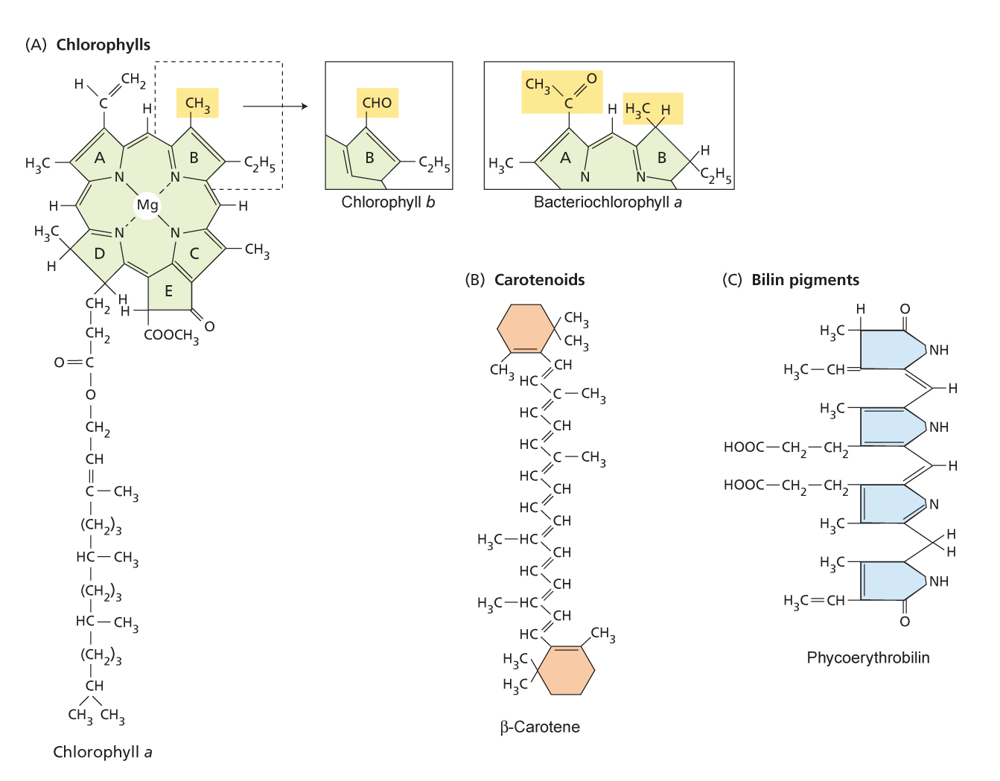 (A) Chlorophylls
H
CH₂
C
H
CH₃
A
B
H₃C
C₂H₅
N
N
Mg
H
H
N
N
H₃C
H
D
C
CH₃
E
H
H
O
COOCH₃
CH₂
CH₂
O=C
O
CH₂
CH
C—CH₃
(CH₂)₃
HC—CH₃
(CH₂)₃
HC—CH₃
(CH₂)₃
CH
CH₃ CH₃
Chlorophyll a
CHO
B
C₂H₅
Chlorophyll b
CH₃
O
C
H
H₃C H
H₃C
A
B
H
N
N
C₂H₅
Bacteriochlorophyll a
(B) Carotenoids
CH₃
CH₃
CH₃
CH
HC
C—CH₃
HC
CH
HC
C—CH₃
HC
CH
HC
CH
H₃C—HC
CH
HC
CH
H₃C—HC
CH
HC
CH₃
H₃C
H₃C
β-Carotene
(C) Bilin pigments
H
O
H₃C
NH
H₃C—CH
H
H₃C
NH
HOOC—CH₂—CH₂
H
HOOC—CH₂—CH₂
N
H₃C
H
H
H₃C
NH
H₃C=CH
O
Phycoerythrobilin